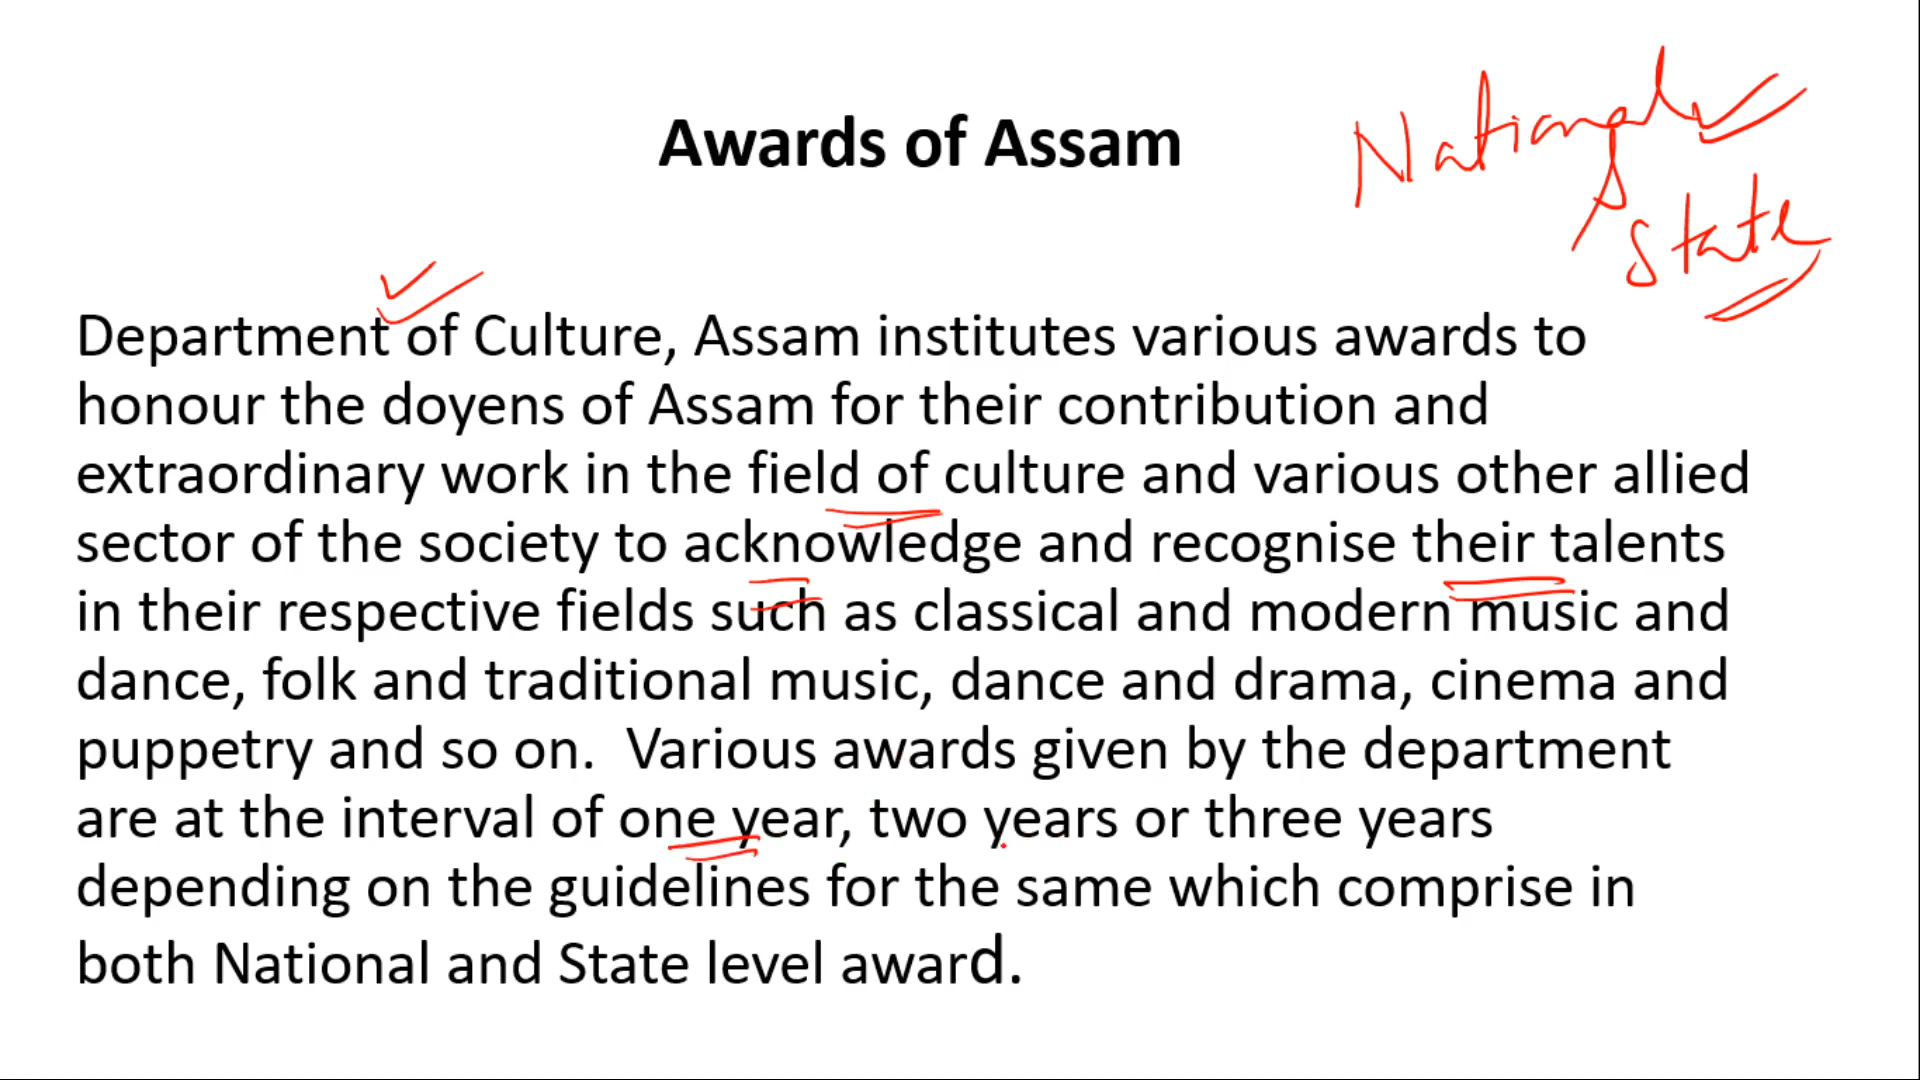 Awards of Assam
National
State
Department of Culture, Assam institutes various awards to
honour the doyens of Assam for their contribution and
extraordinary work in the field of culture and various other allied
sector of the society to acknowledge and recognise their talents
in their respective fields such as classical and modern music and
dance, folk and traditional music, dance and drama, cinema and
puppetry and so on.  Various awards given by the department
are at the interval of one year, two years or three years
depending on the guidelines for the same which comprise in
both National and State level award.